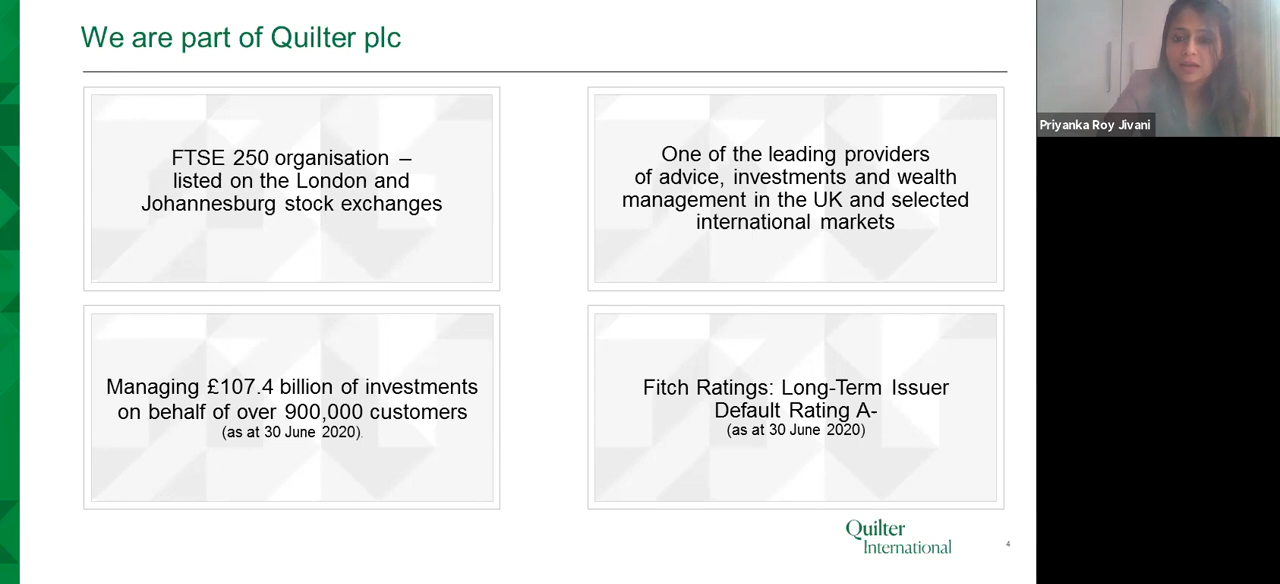 We are part of Quilter plc
FTSE 250 organisation –
listed on the London and
Johannesburg stock exchanges
One of the leading providers
of advice, investments and wealth
management in the UK and selected
international markets
Managing £107.4 billion of investments
on behalf of over 900,000 customers
(as at 30 June 2020).
Fitch Ratings: Long-Term Issuer
Default Rating A-
(as at 30 June 2020)
Quilter
International
4
Priyanka Roy Jivani